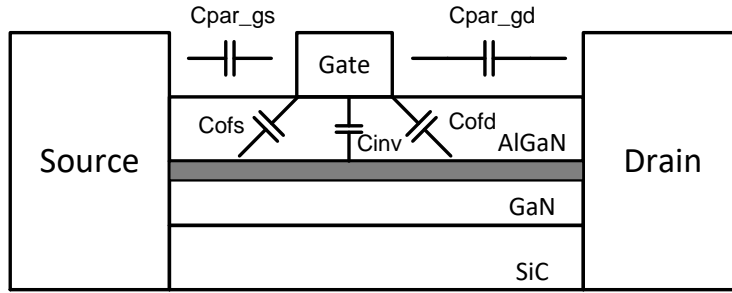 Cpar_gs
Cpar_gd
Gate
Cofs
Cinv
Cofd
AlGaN
Source
Drain
GaN
SiC